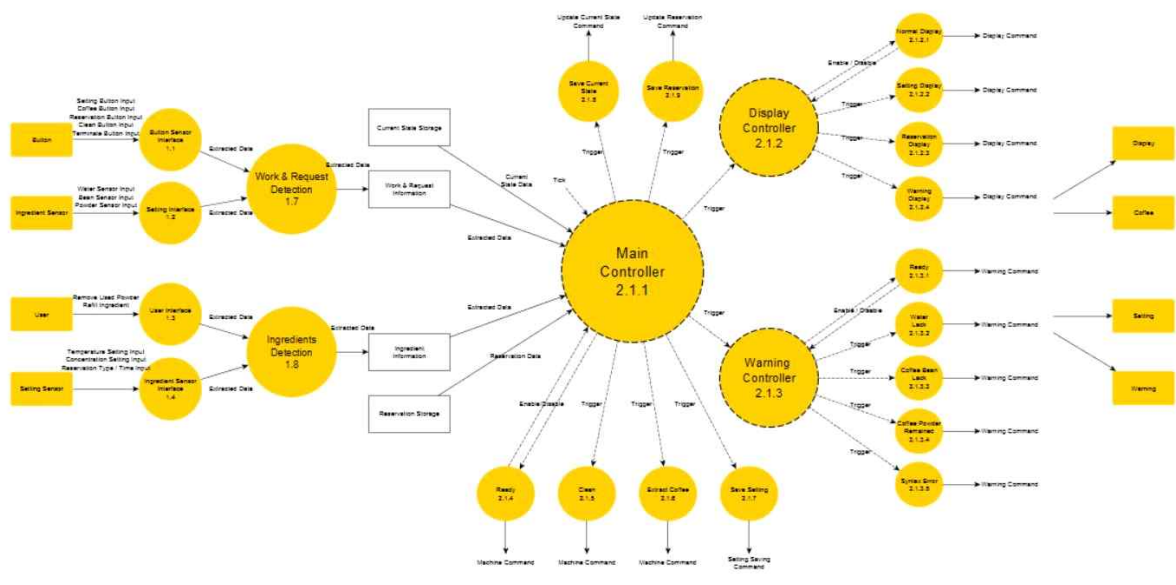 Update Current State
Command
Update Reservation
Command
Save Current
State
2.1.8
Save Reservation
2.1.9
Trigger
Trigger
Setting Button Input
Coffee Button Input
Reservation Button Input
Clean Button Input
Terminate Button Input
Button
Button Sensor
Interface
1.1
Extracted Data
Water Sensor Input
Bean Sensor Input
Powder Sensor Input
Ingredient Sensor
Setting Interface
1.2
Extracted Data
Work & Request
Detection
1.7
Extracted Data
Current State Storage
Work & Request
Information
Current
State Data
Tick
Extracted Data
User
Remove Used Powder
Refill Ingredient
User Interface
1.3
Extracted Data
Temperature Setting Input
Concentration Setting Input
Reservation Type / Time Input
Setting Sensor
Ingredient Sensor
Interface
1.4
Extracted Data
Ingredients
Detection
1.8
Extracted Data
Ingredient
Information
Reservation Storage
Extracted Data
Reservation Data
Main
Controller
2.1.1
Enable/Disable
Trigger
Trigger
Trigger
Ready
2.1.4
Clean
2.1.5
Extract Coffee
2.1.6
Save Setting
2.1.7
Machine Command
Machine Command
Machine Command
Setting Saving
Command
Trigger
Display
Controller
2.1.2
Enable / Disable
Trigger
Trigger
Trigger
Normal Display
2.1.2.1
Display Command
Setting Display
2.1.2.2
Display Command
Reservation
Display
2.1.2.3
Display Command
Warning
Display
2.1.2.4
Display Command
Trigger
Warning
Controller
2.1.3
Enable / Disable
Trigger
Trigger
Trigger
Trigger
Ready
2.1.3.1
Warning Command
Water
Lack
2.1.3.2
Warning Command
Coffee Bean
Lack
2.1.3.3
Warning Command
Coffee Powder
Remained
2.1.3.4
Warning Command
Syntax Error
2.1.3.5
Warning Command
Display
Coffee
Setting
Warning